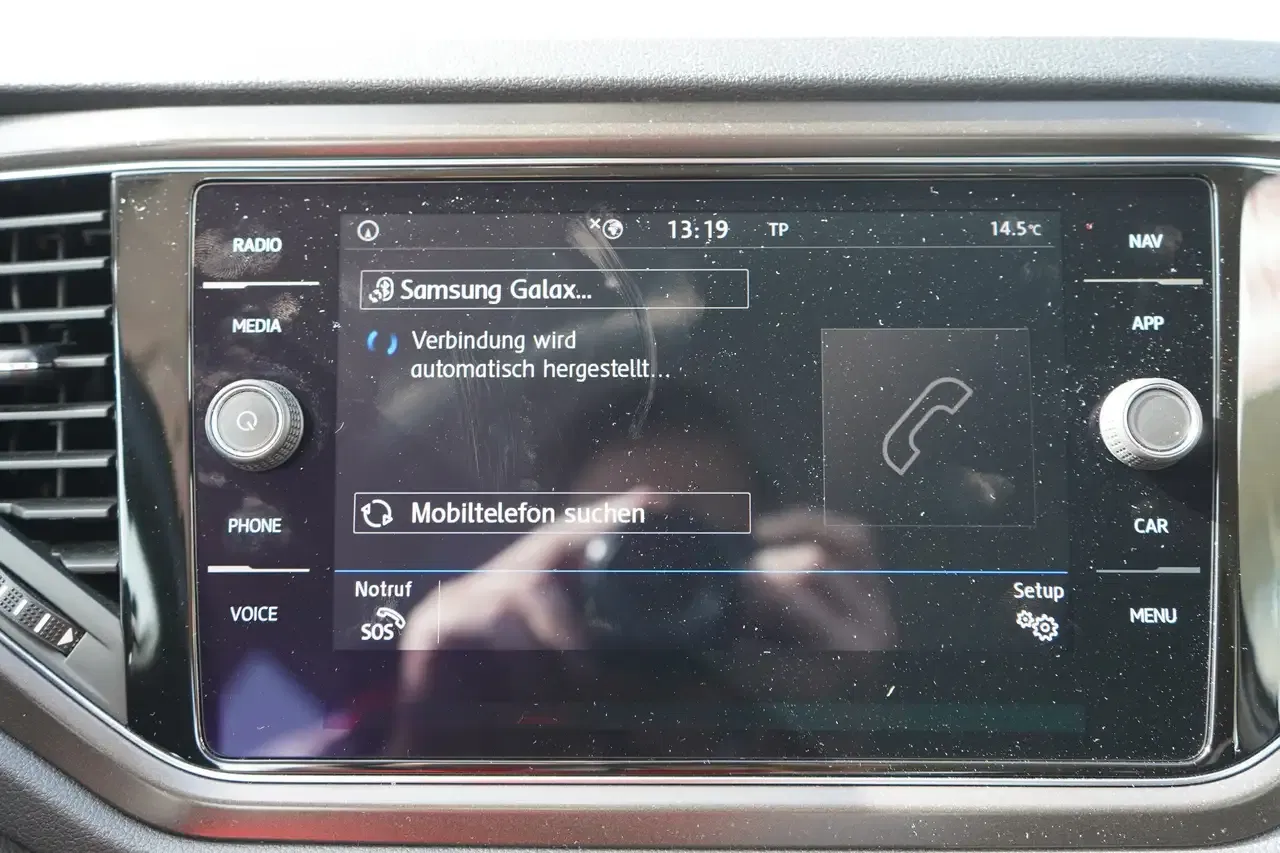 RADIO
MEDIA
PHONE
VOICE
13:19 TP 14.5°C
Samsung Galax...
Verbindung wird
automatisch hergestellt...
Mobiltelefon suchen
Notruf
SOS
Setup
NAV
APP
CAR
MENU